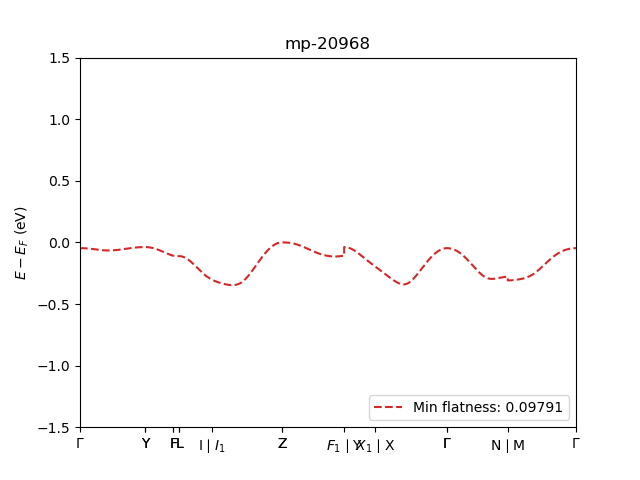 mp-20968
1.5
1.0
0.5
0.0
−0.5
−1.0
−1.5
E − E_F (eV)
Min flatness: 0.09791
Γ Y F L I | I₁ Z F₁ | Y X₁ | X Γ N | M Γ